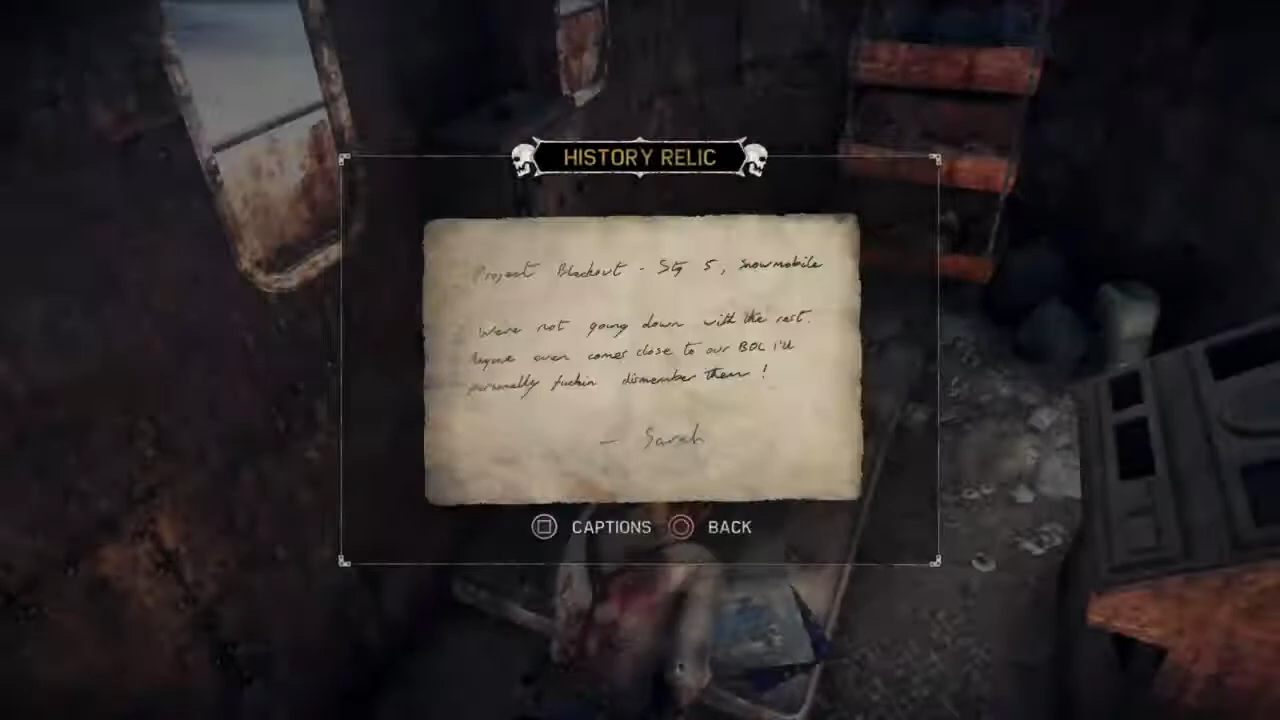 HISTORY RELIC
Project Blackout - Stg 5, Snowmobile
We're not going down with the rest.
Anyone even comes close to our BOL i'll
personally fuckin dismember them!
- Sarah
CAPTIONS BACK